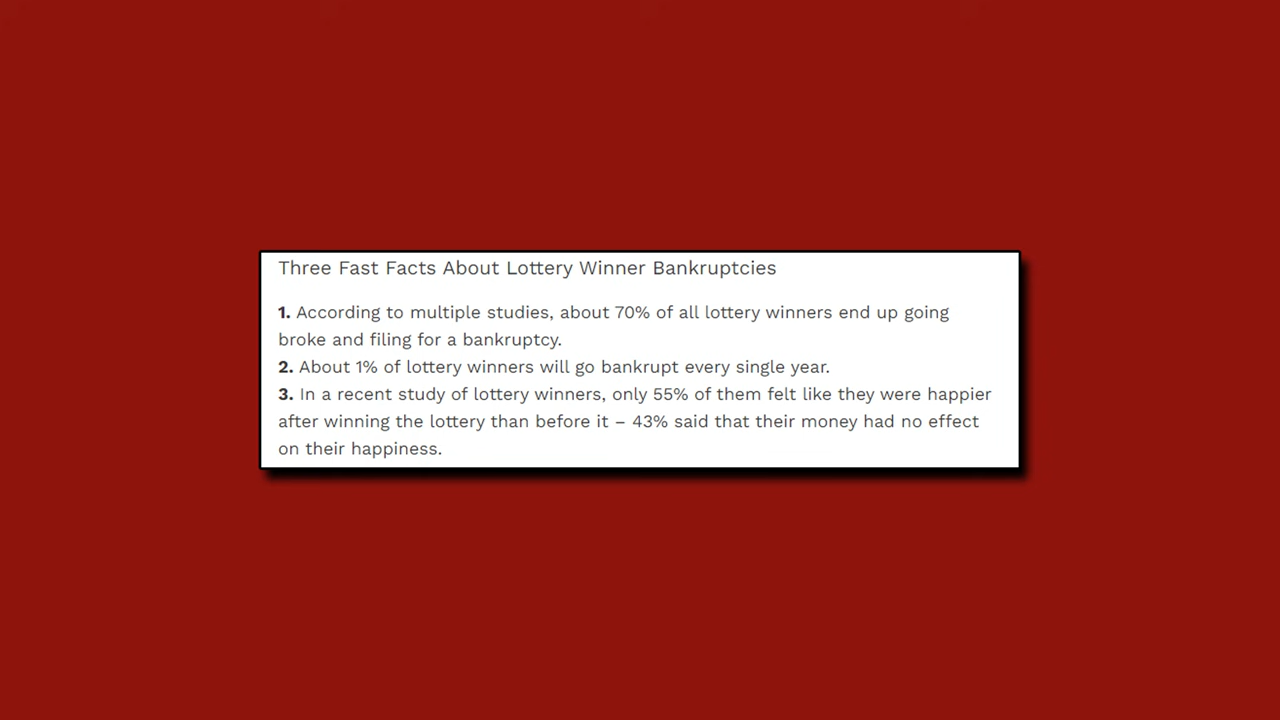 Three Fast Facts About Lottery Winner Bankruptcies
1. According to multiple studies, about 70% of all lottery winners end up going
broke and filing for a bankruptcy.
2. About 1% of lottery winners will go bankrupt every single year.
3. In a recent study of lottery winners, only 55% of them felt like they were happier
after winning the lottery than before it – 43% said that their money had no effect
on their happiness.